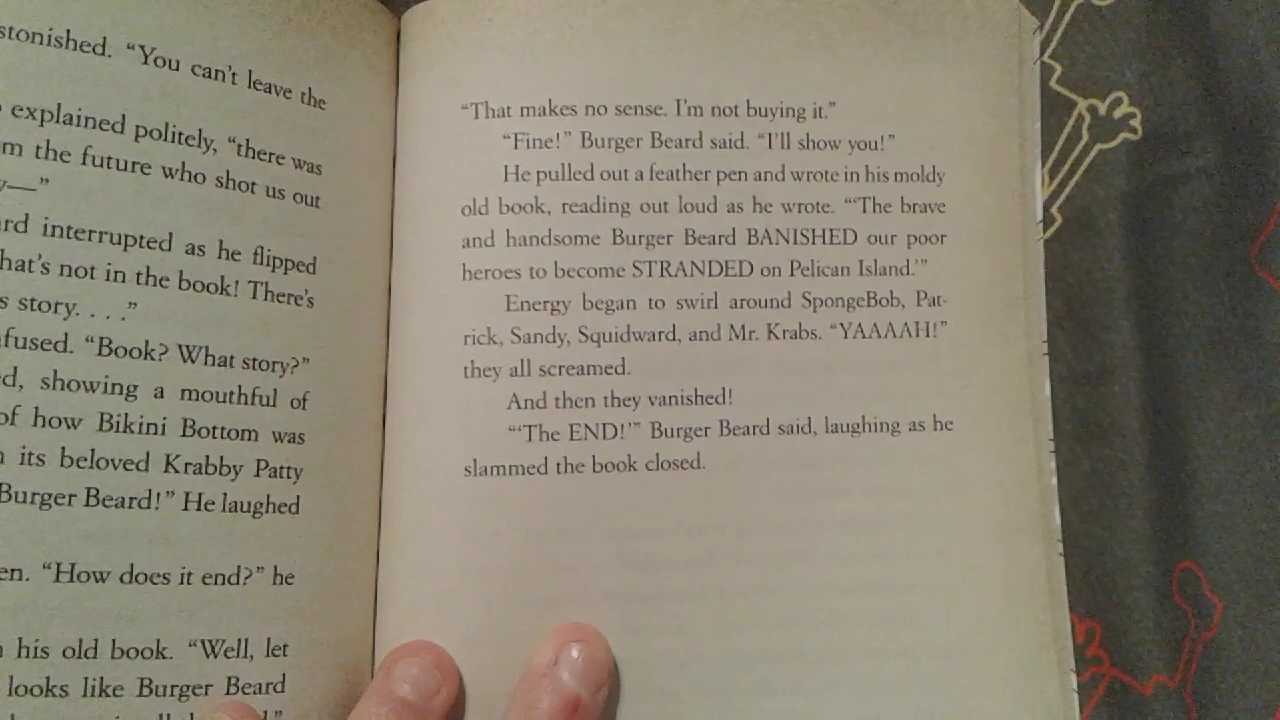 stonished. “You can’t leave the
explained politely, “there was
m the future who shot us out
y—”
ard interrupted as he flipped
hat’s not in the book! There’s
s story. . . .”
nfused. “Book? What story?”
ed, showing a mouthful of
of how Bikini Bottom was
n its beloved Krabby Patty
Burger Beard!” He laughed
en. “How does it end?” he
n his old book. “Well, let
looks like Burger Beard
“That makes no sense. I’m not buying it.”
“Fine!” Burger Beard said. “I’ll show you!”
He pulled out a feather pen and wrote in his moldy
old book, reading out loud as he wrote. “‘The brave
and handsome Burger Beard BANISHED our poor
heroes to become STRANDED on Pelican Island.’”
Energy began to swirl around SpongeBob, Pat-
rick, Sandy, Squidward, and Mr. Krabs. “YAAAAH!”
they all screamed.
And then they vanished!
“‘The END!’” Burger Beard said, laughing as he
slammed the book closed.